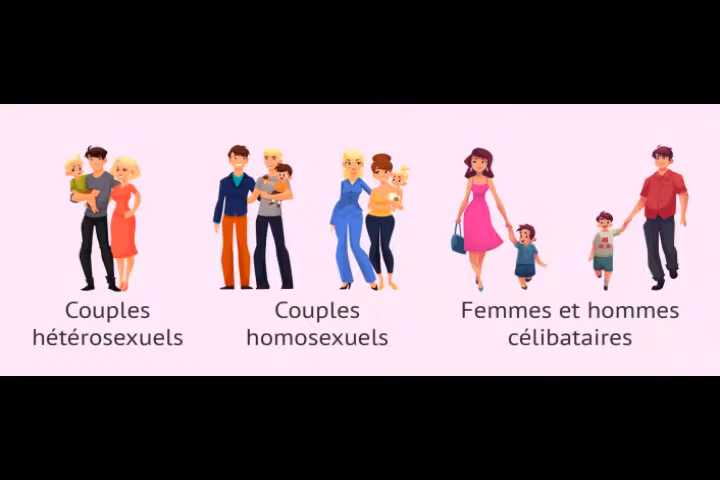 Couples
hétérosexuels
Couples
homosexuels
Femmes et hommes
célibataires